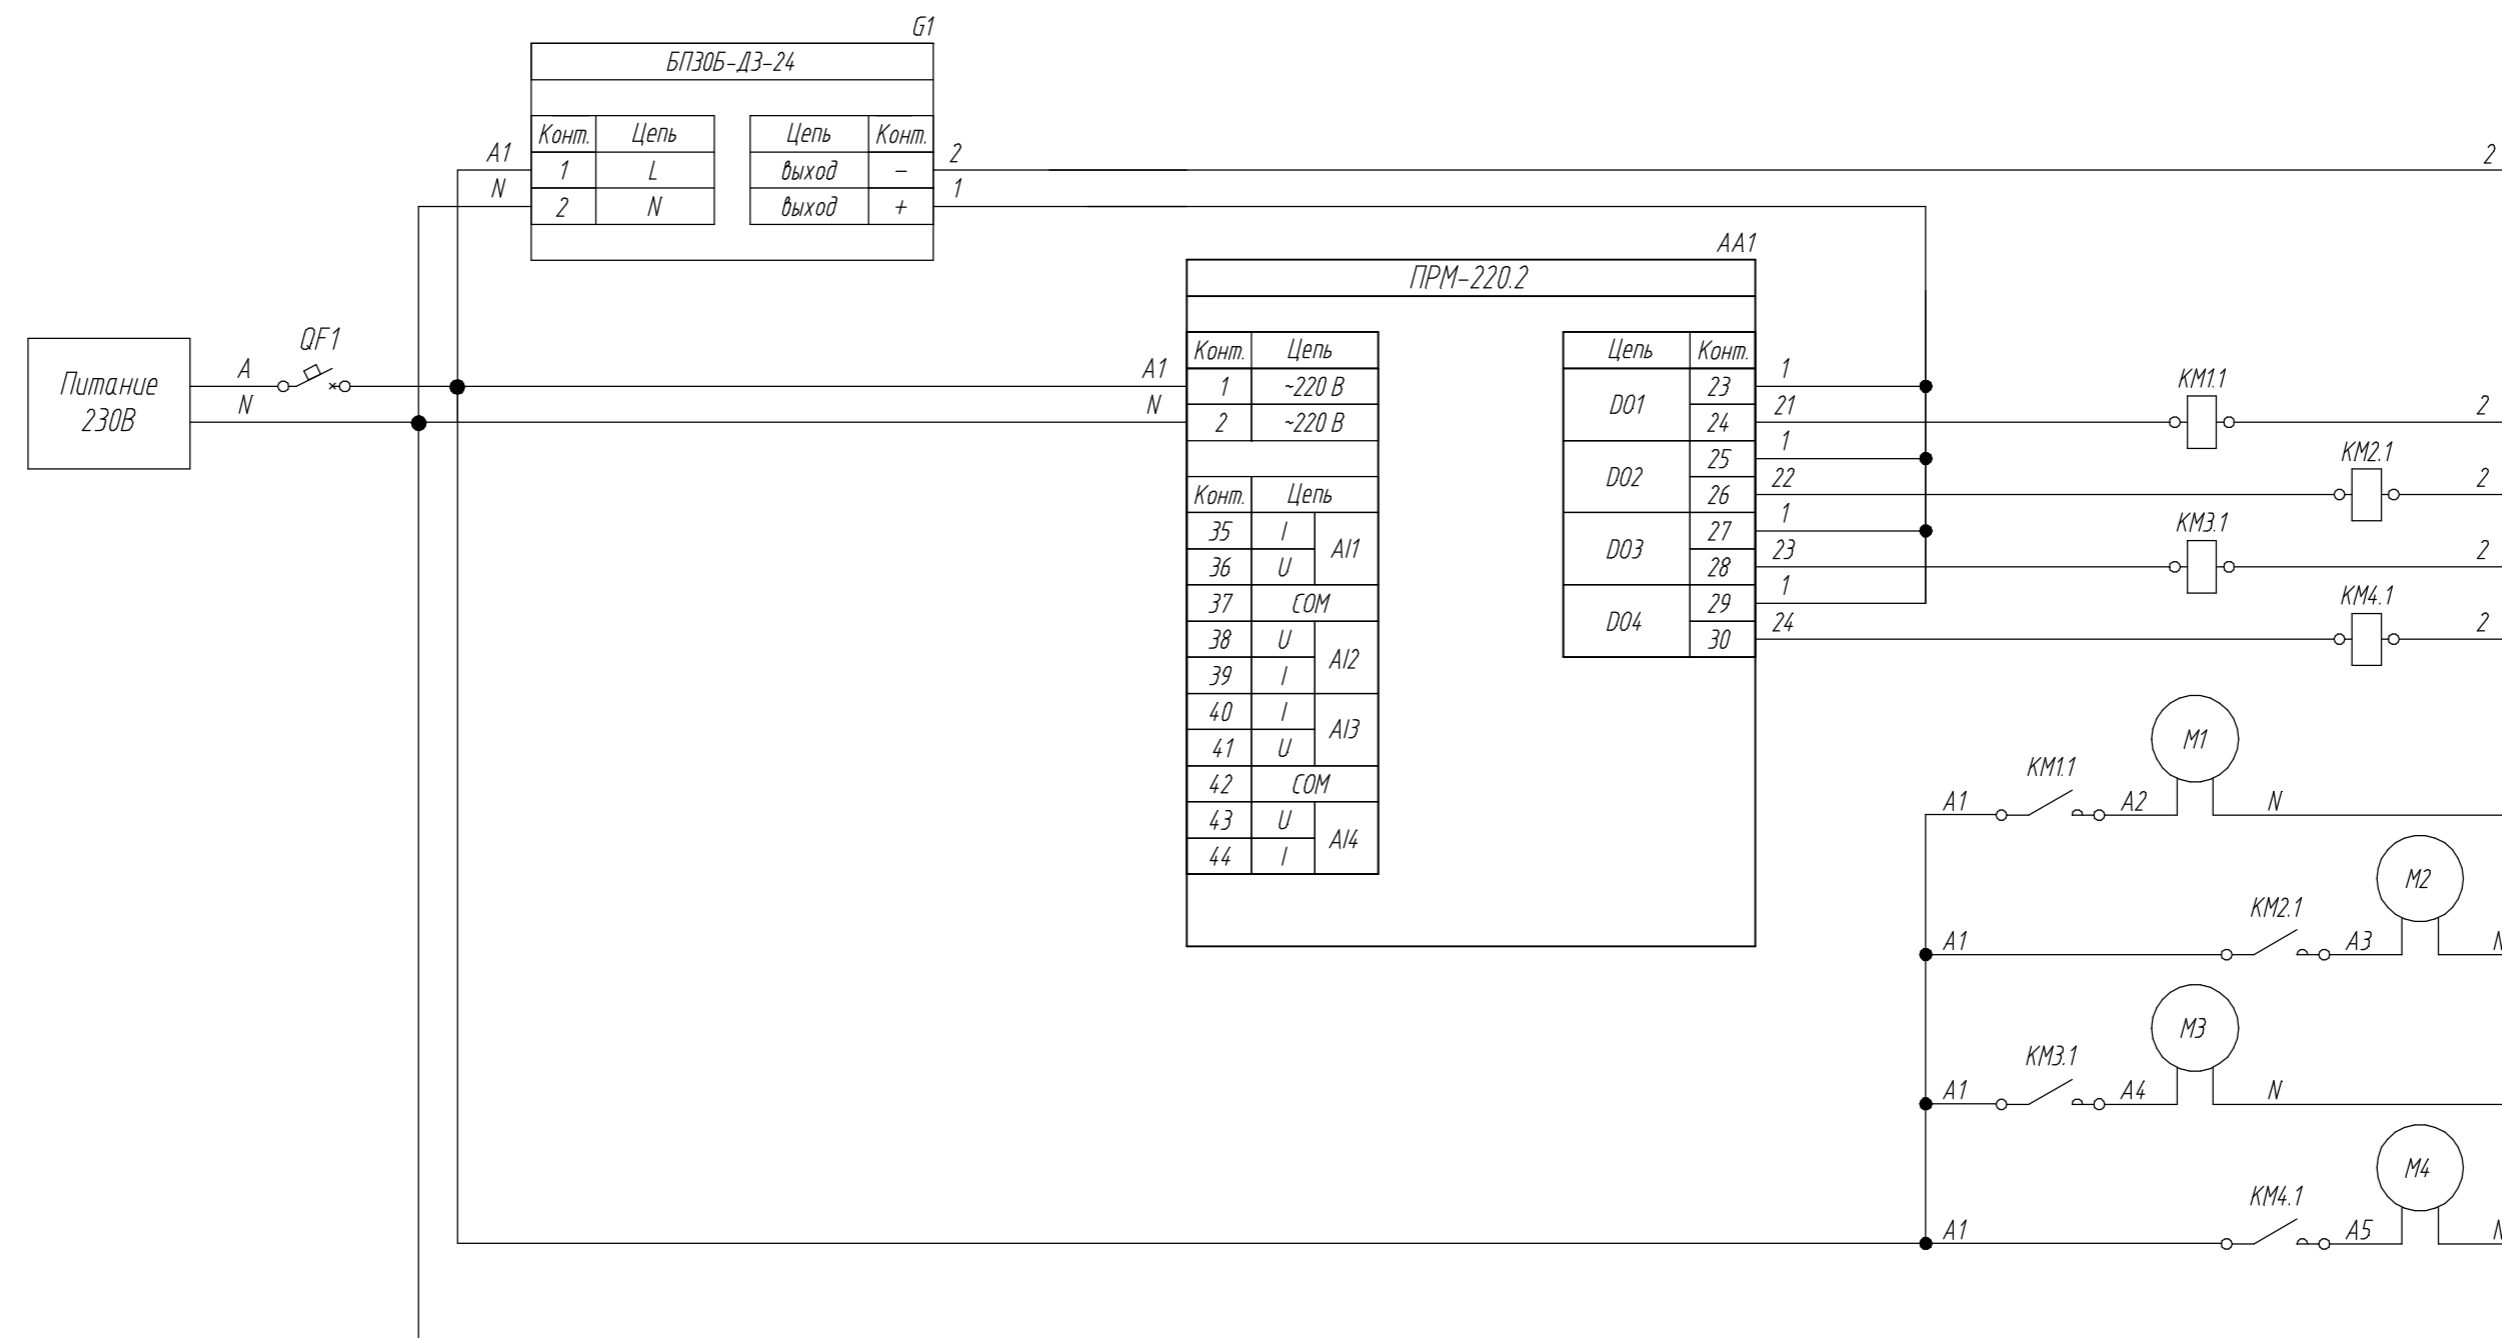 G1
БП30Б-Д3-24
Конт. Цепь Цепь Конт.
A1 1 L выход - 2 2
N 2 N выход + 1
AA1
ПРМ-220.2
Питание
230В
A QF1
N
Конт. Цепь Цепь Конт.
A1 1 ~220 В DO1 23 1
N 2 ~220 В 24 21 KM1.1 2
DO2 25 1
Конт. Цепь 26 22 KM2.1 2
35 I AI1 DO3 27 1
36 U 28 23 KM3.1 2
37 COM DO4 29 1
38 U AI2 30 24 KM4.1 2
39 I
40 I AI3
41 U
42 COM
43 U AI4
44 I
M1
KM1.1
A1 A2 N
M2
KM2.1
A1 A3 N
M3
KM3.1
A1 A4 N
M4
KM4.1
A1 A5 N